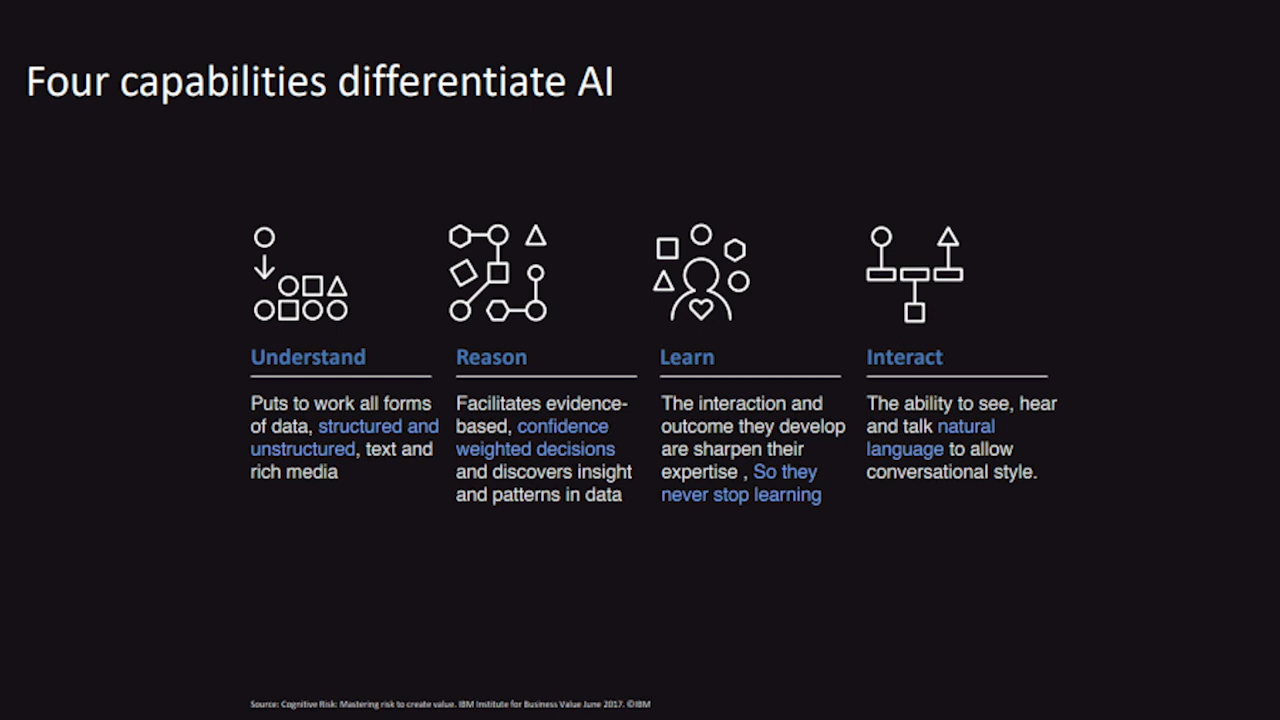 Four capabilities differentiate AI
Understand
Puts to work all forms
of data, structured and
unstructured, text and
rich media
Reason
Facilitates evidence-
based, confidence
weighted decisions
and discovers insight
and patterns in data
Learn
The interaction and
outcome they develop
are sharpen their
expertise , So they
never stop learning
Interact
The ability to see, hear
and talk natural
language to allow
conversational style.
Source: Cognitive Risk: Mastering risk to create value. IBM Institute for Business Value June 2017. ©IBM